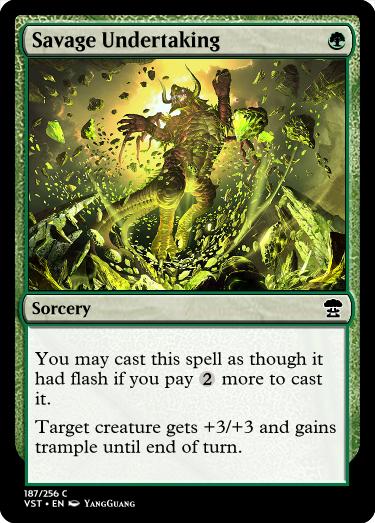 Savage Undertaking
Sorcery
You may cast this spell as though it
had flash if you pay 2 more to cast
it.
Target creature gets +3/+3 and gains
trample until end of turn.
187/256 C
VST • EN YangGuang